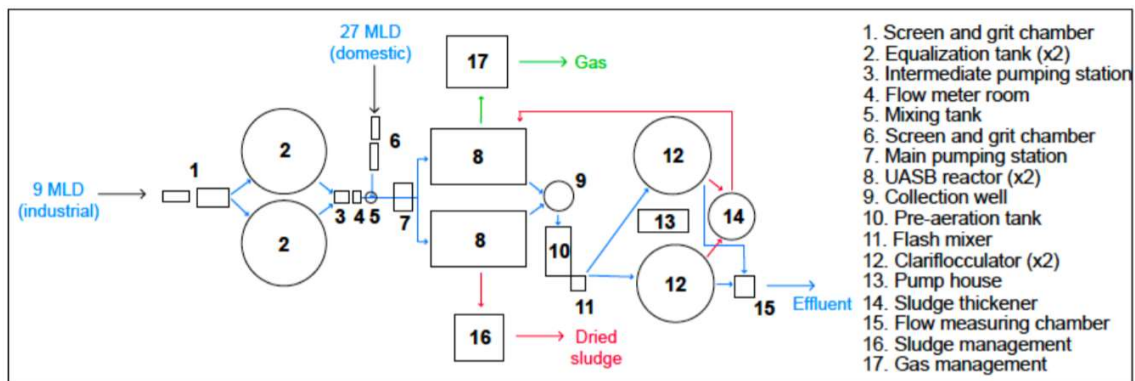 27 MLD
(domestic)
17
Gas
1
2
6
8
12
9
9 MLD
(industrial)
3
4
5
7
13
14
2
8
10
12
11
15
Effluent
16
Dried
sludge
1. Screen and grit chamber
2. Equalization tank (x2)
3. Intermediate pumping station
4. Flow meter room
5. Mixing tank
6. Screen and grit chamber
7. Main pumping station
8. UASB reactor (x2)
9. Collection well
10. Pre-aeration tank
11. Flash mixer
12. Clariflocculator (x2)
13. Pump house
14. Sludge thickener
15. Flow measuring chamber
16. Sludge management
17. Gas management